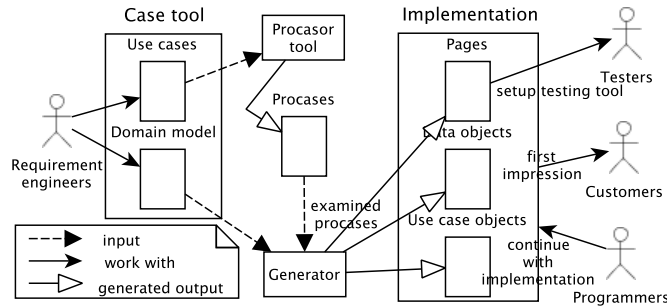 Case tool
Implementation
Use cases
Procasor
tool
Pages
Testers
setup testing tool
Procases
Domain model
Data objects
Requirement
engineers
first
impression
Customers
examined
procases
Use case objects
input
work with
generated output
Generator
continue
with
implementation
Programmers